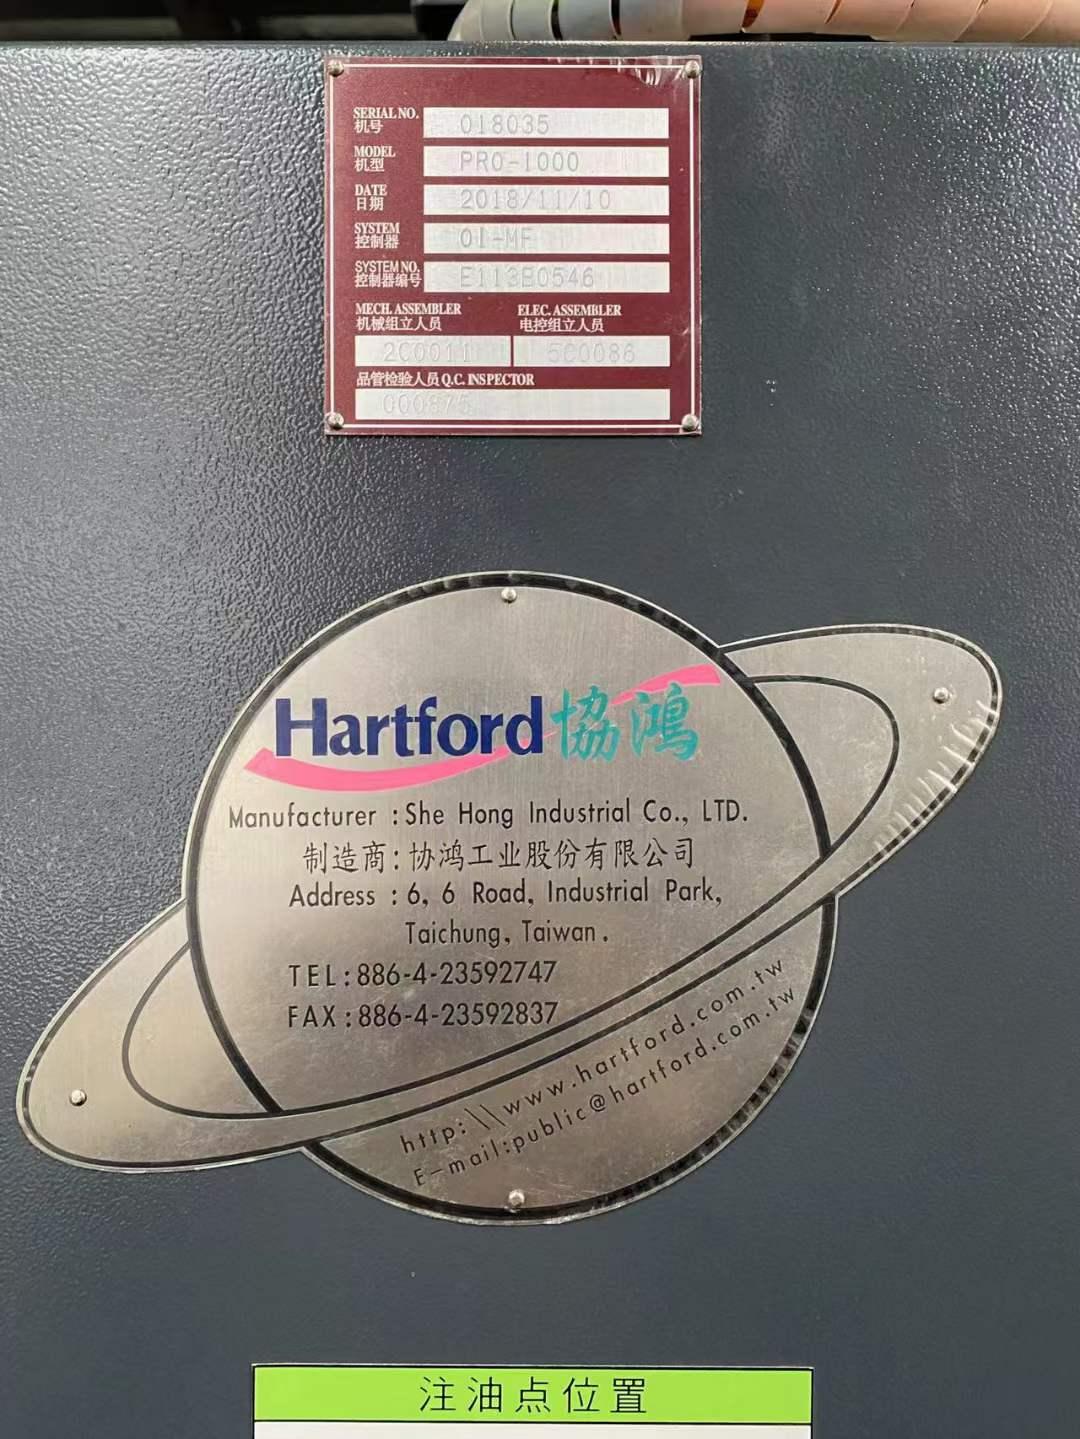 SERIAL NO. 018035
机号
MODEL PRO-1000
机型
DATE 2018/11/10
日期
SYSTEM OI-MF
控制器
SYSTEM NO. E113B0546
控制器编号
MECH. ASSEMBLER ELEC. ASSEMBLER
机械组立人员 电控组立人员
2C0011 5C0086
品管检验人员 Q.C. INSPECTOR
000875
Hartford 協鴻
Manufacturer : She Hong Industrial Co., LTD.
制造商: 协鸿工业股份有限公司
Address : 6, 6 Road, Industrial Park,
Taichung, Taiwan.
TEL: 886-4-23592747
FAX: 886-4-23592837
http:\\www.hartford.com.tw
E-mail:public@hartford.com.tw
注油点位置